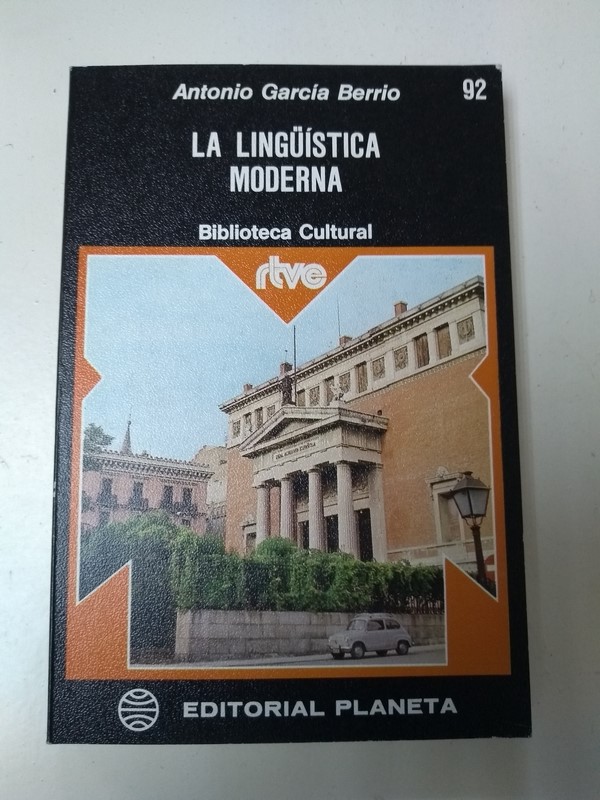 Antonio García Berrio
92
LA LINGÜÍSTICA
MODERNA
Biblioteca Cultural
rtve
EDITORIAL PLANETA